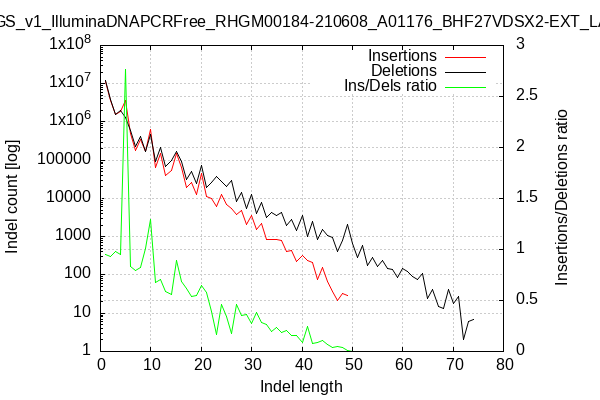 GS_v1_IlluminaDNAPCRFree_RHGM00184-210608_A01176_BHF27VDSX2-EXT_LA
Insertions
Deletions
Ins/Dels ratio
1x10^8
1x10^7
1x10^6
100000
10000
1000
100
10
1
3
2.5
2
1.5
1
0.5
0
0 10 20 30 40 50 60 70 80
Indel count [log]
Insertions/Deletions ratio
Indel length